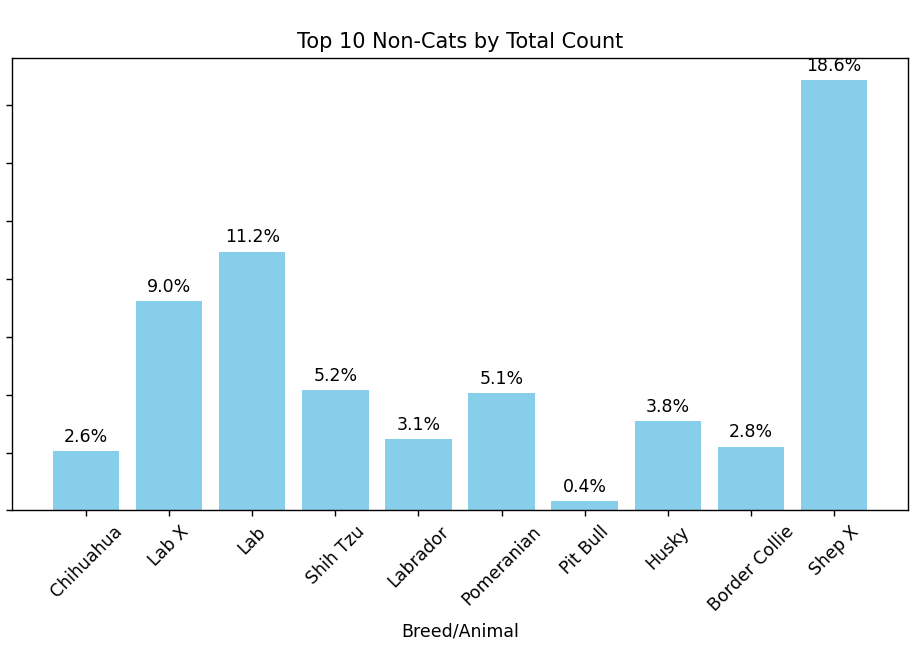 Top 10 Non-Cats by Total Count
18.6%
11.2%
9.0%
5.2%
5.1%
3.8%
3.1%
2.8%
2.6%
0.4%
Chihuahua
Lab X
Lab
Shih Tzu
Labrador
Pomeranian
Pit Bull
Husky
Border Collie
Shep X
Breed/Animal